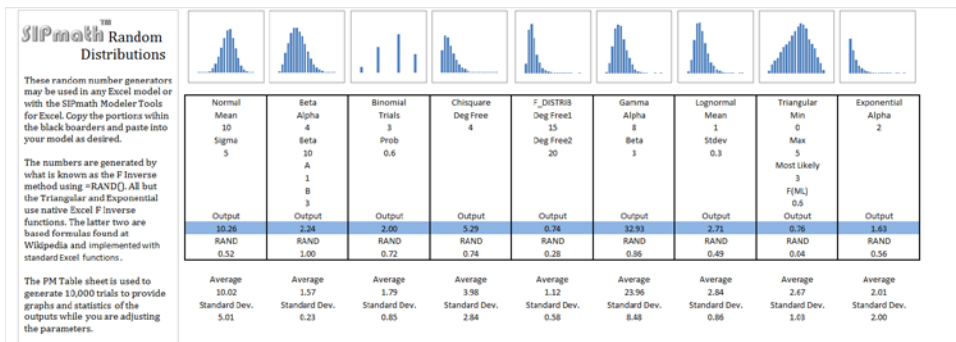 SIPmath™ Random
Distributions
These random number generators
may be used in any Excel model or
with the SIPmath Modeler Tools
for Excel. Copy the portions wihin
the black boarders and paste into
your model as desired.
The numbers are generated by
what is known as the F Inverse
method using =RAND(). All but
the Triangular and Exponential
use native Excel F Inverse
functions. The latter two are
based formulas found at
Wikipedia and implemented with
standard Excel functions.
The PM Table sheet is used to
generate 10,000 trials to provide
graphs and statistics of the
outputs while you are adjusting
the parameters.
Normal Beta Binomial Chisquare F_DISTRIB Gamma Lognormal Triangular Exponential
Mean Alpha Trials Deg Free Deg Free1 Alpha Mean Min Alpha
10 4 3 4 15 8 1 0 2
Sigma Beta Prob Deg Free2 Beta Stdev Max
5 10 0.6 20 3 0.3 5
A Most Likely
1 3
B F(ML)
3 0.6
Output Output Output Output Output Output Output Output Output
10.26 2.24 2.00 5.29 0.74 32.93 2.71 0.76 1.63
RAND RAND RAND RAND RAND RAND RAND RAND RAND
0.52 1.00 0.72 0.74 0.28 0.86 0.49 0.04 0.56
Average Average Average Average Average Average Average Average Average
10.02 1.57 1.79 3.98 1.12 23.96 2.84 2.67 2.01
Standard Dev. Standard Dev. Standard Dev. Standard Dev. Standard Dev. Standard Dev. Standard Dev. Standard Dev. Standard Dev.
5.01 0.23 0.85 2.84 0.58 8.48 0.86 1.03 2.00